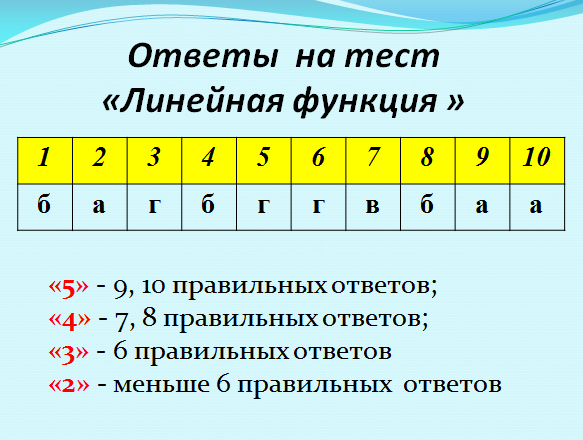 Ответы на тест
«Линейная функция »
1 2 3 4 5 6 7 8 9 10
б а г б г г в б а а
«5» - 9, 10 правильных ответов;
«4» - 7, 8 правильных ответов;
«3» - 6 правильных ответов
«2» - меньше 6 правильных ответов